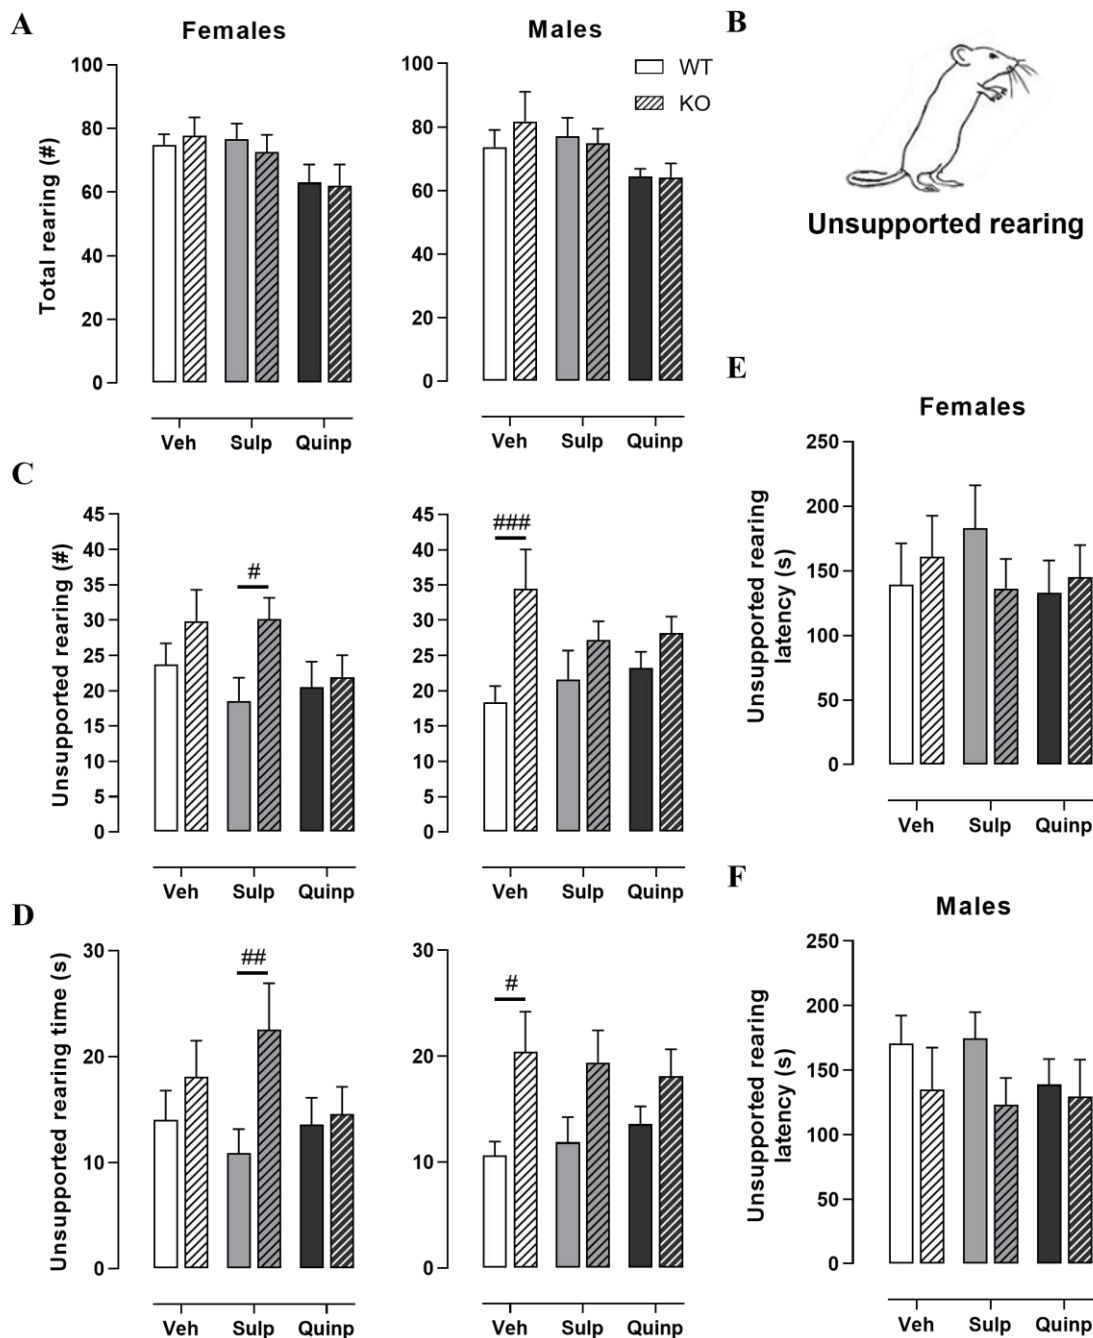 A
Females
Males
B
Total rearing (#)
100
80
60
40
20
0
Veh
Sulp
Quinp
100
80
60
40
20
0
WT
KO
Veh
Sulp
Quinp
Unsupported rearing
C
Unsupported rearing (#)
45
40
35
30
25
20
15
10
5
0
#
Veh
Sulp
Quinp
45
40
35
30
25
20
15
10
5
0
###
Veh
Sulp
Quinp
D
Unsupported rearing time (s)
30
20
10
0
##
Veh
Sulp
Quinp
30
20
10
0
#
Veh
Sulp
Quinp
E
Females
Unsupported rearing
latency (s)
250
200
150
100
50
0
Veh
Sulp
Quinp
F
Males
Unsupported rearing
latency (s)
250
200
150
100
50
0
Veh
Sulp
Quinp